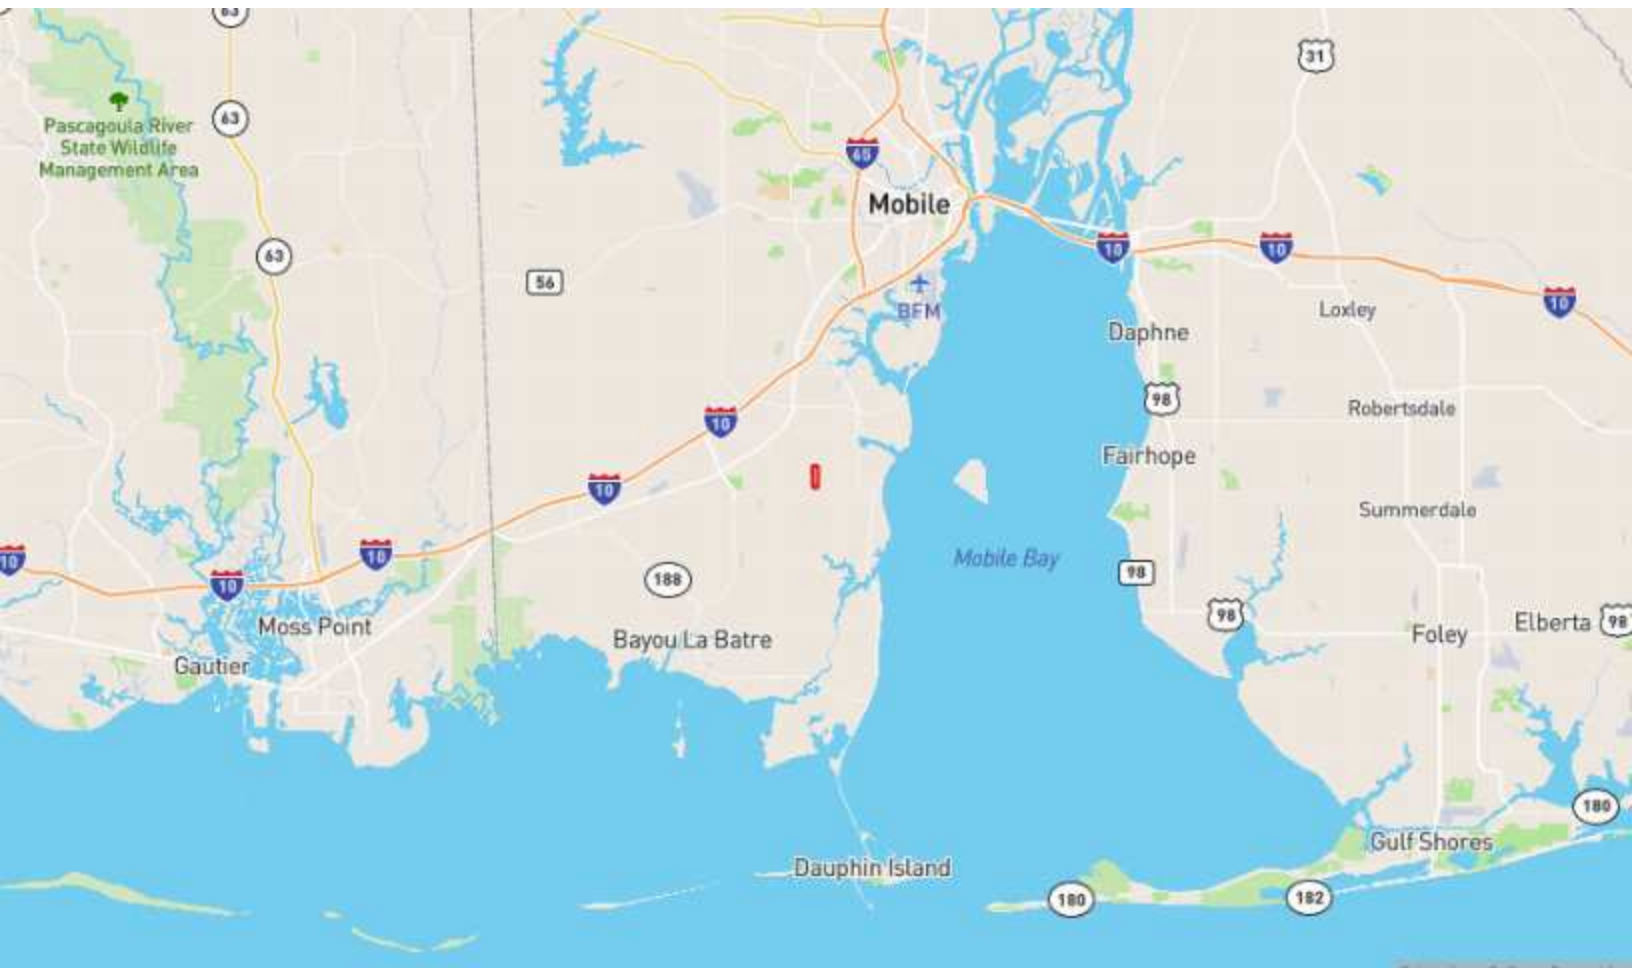 63
31
63
Pascagoula River
State Wildlife
Management Area
65
Mobile
10
10
63
56
10
BFM
Loxley
Daphne
98
Robertsdale
10
Fairhope
10
Summerdale
10
10
Mobile Bay
98
10
188
98
Elberta
98
Moss Point
Foley
Bayou La Batre
Gautier
180
Gulf Shores
Dauphin Island
180
182